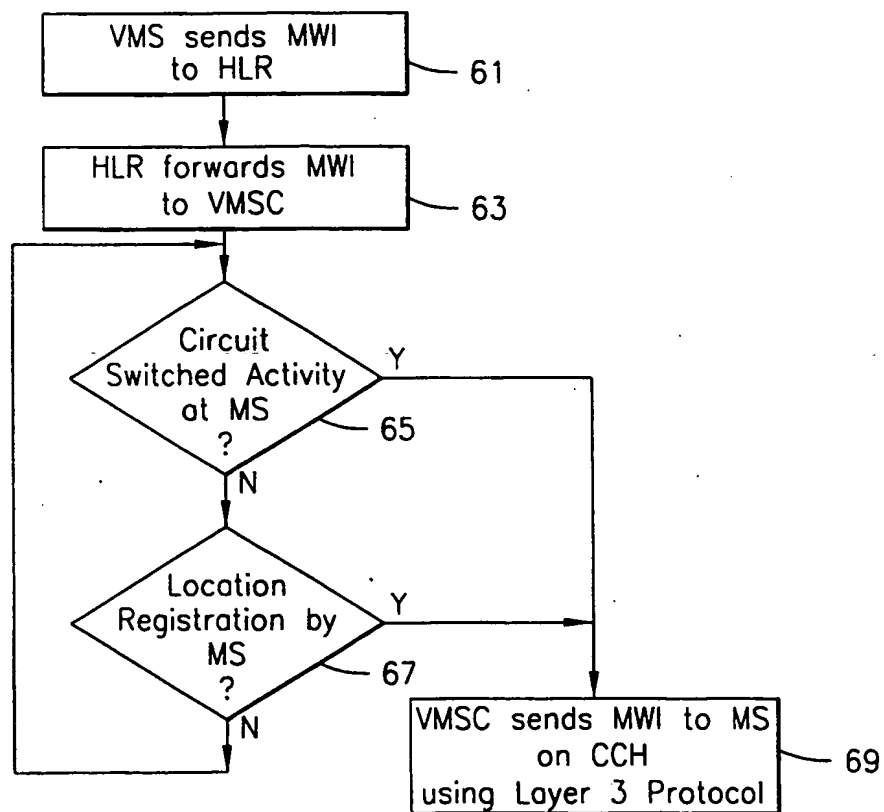 VMS sends MWI
to HLR
61
HLR forwards MWI
to VMSC
63
Circuit
Switched Activity
at MS
?
Y
65
N
Location
Registration by
MS
?
Y
67
N
VMSC sends MWI to MS
on CCH
using Layer 3 Protocol
69